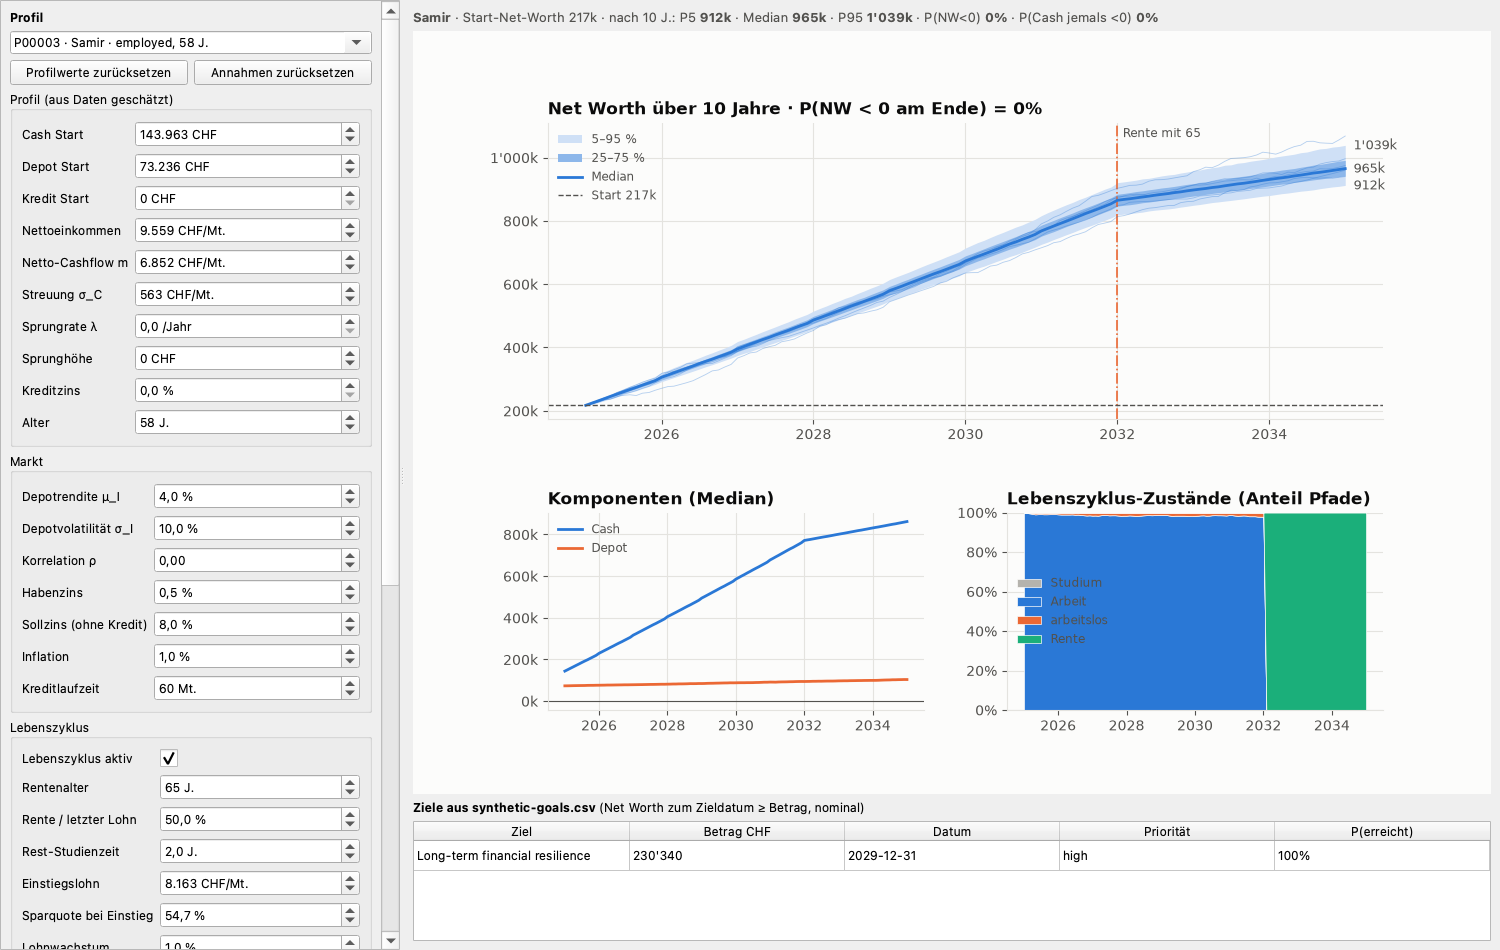 Profil
P00003 · Samir · employed, 58 J.
Profilwerte zurücksetzen
Annahmen zurücksetzen
Profil (aus Daten geschätzt)
Cash Start 143.963 CHF
Depot Start 73.236 CHF
Kredit Start 0 CHF
Nettoeinkommen 9.559 CHF/Mt.
Netto-Cashflow m 6.852 CHF/Mt.
Streuung σ_C 563 CHF/Mt.
Sprungrate λ 0,0 /Jahr
Sprunghöhe 0 CHF
Kreditzins 0,0 %
Alter 58 J.
Markt
Depotrendite μ_I 4,0 %
Depotvolatilität σ_I 10,0 %
Korrelation ρ 0,00
Habenzins 0,5 %
Sollzins (ohne Kredit) 8,0 %
Inflation 1,0 %
Kreditlaufzeit 60 Mt.
Lebenszyklus
Lebenszyklus aktiv
Rentenalter 65 J.
Rente / letzter Lohn 50,0 %
Rest-Studienzeit 2,0 J.
Einstiegslohn 8.163 CHF/Mt.
Sparquote bei Einstieg 54,7 %
Lohnwachstum 1,0 %
Samir · Start-Net-Worth 217k · nach 10 J.: P5 912k · Median 965k · P95 1'039k · P(NW<0) 0% · P(Cash jemals <0) 0%
Net Worth über 10 Jahre · P(NW < 0 am Ende) = 0%
5–95 %
25–75 %
Median
Start 217k
Rente mit 65
1'039k
965k
912k
1'000k
800k
600k
400k
200k
2026 2028 2030 2032 2034
Komponenten (Median)
Cash
Depot
800k
600k
400k
200k
0k
2026 2028 2030 2032 2034
Lebenszyklus-Zustände (Anteil Pfade)
100%
80%
60%
40%
20%
0%
Studium
Arbeit
arbeitslos
Rente
2026 2028 2030 2032 2034
Ziele aus synthetic-goals.csv (Net Worth zum Zieldatum ≥ Betrag, nominal)
Ziel Betrag CHF Datum Priorität P(erreicht)
Long-term financial resilience 230'340 2029-12-31 high 100%